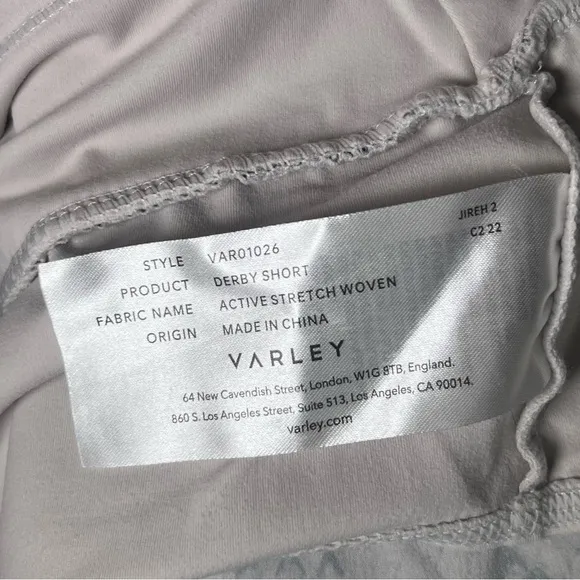 JIREH 2
C2 22
STYLE VAR01026
PRODUCT DERBY SHORT
FABRIC NAME ACTIVE STRETCH WOVEN
ORIGIN MADE IN CHINA
VARLEY
64 New Cavendish Street, London, W1G 8TB, England.
860 S. Los Angeles Street, Suite 513, Los Angeles, CA 90014.
varley.com